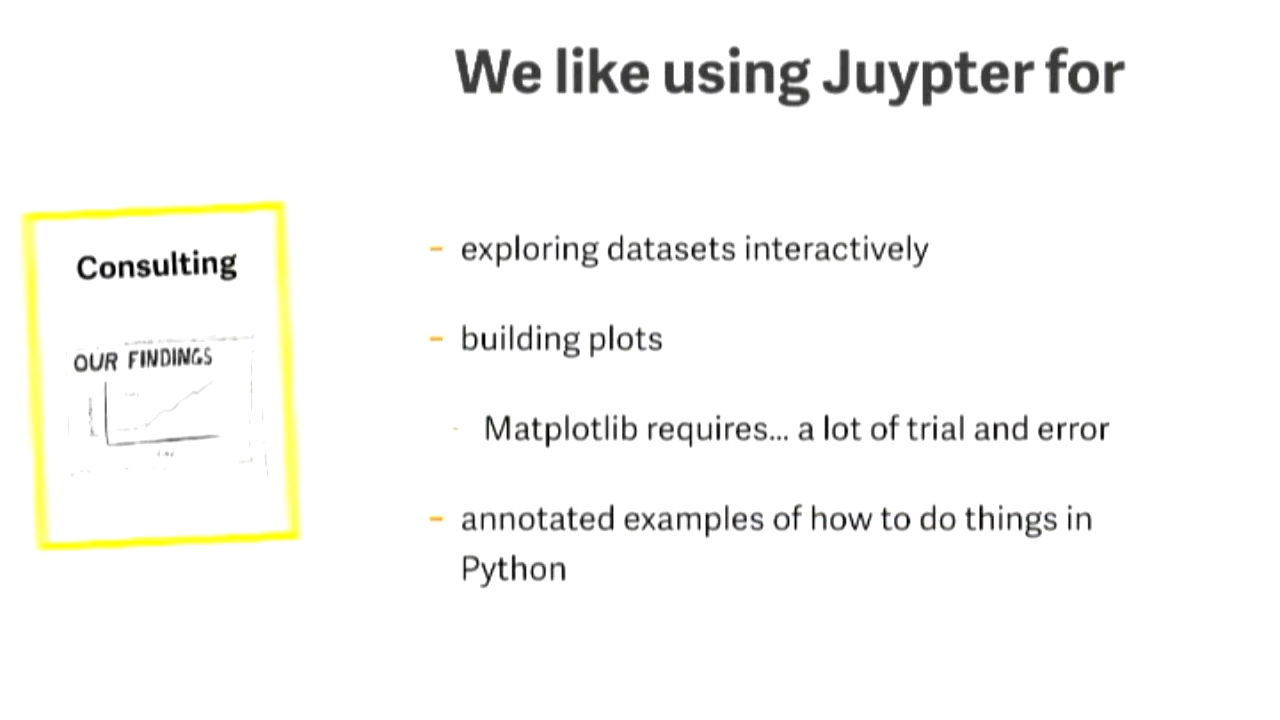 We like using Juypter for
Consulting
OUR FINDINGS
- exploring datasets interactively
- building plots
- Matplotlib requires... a lot of trial and error
- annotated examples of how to do things in
Python